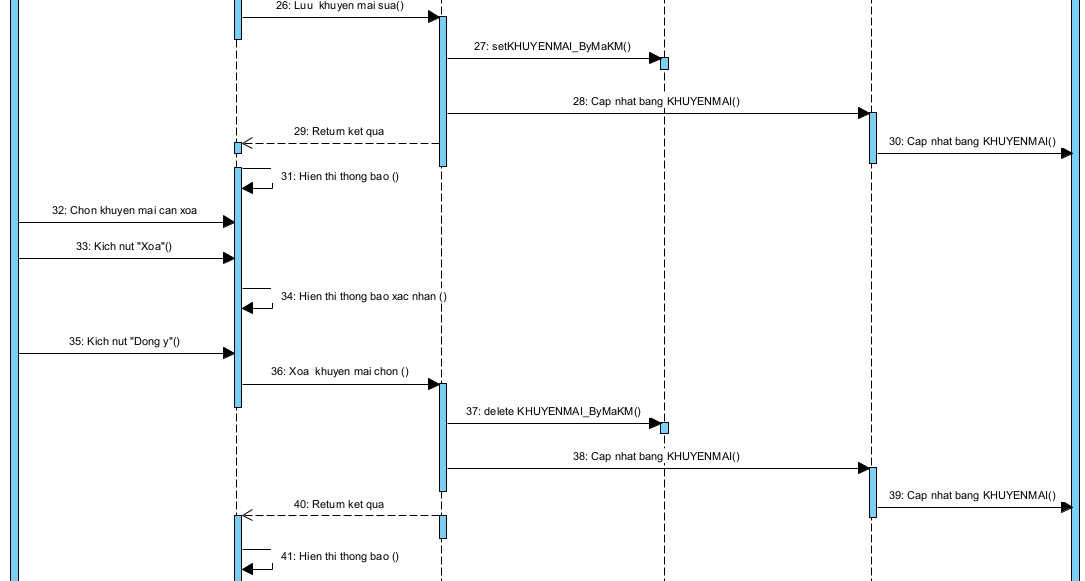 26: Luu  khuyen mai sua()
27: setKHUYENMAI_ByMaKM()
28: Cap nhat bang KHUYENMAI()
29: Return ket qua
30: Cap nhat bang KHUYENMAI()
31: Hien thi thong bao ()
32: Chon khuyen mai can xoa
33: Kich nut "Xoa"()
34: Hien thi thong bao xac nhan ()
35: Kich nut "Dong y"()
36: Xoa  khuyen mai chon ()
37: delete KHUYENMAI_ByMaKM()
38: Cap nhat bang KHUYENMAI()
39: Cap nhat bang KHUYENMAI()
40: Return ket qua
41: Hien thi thong bao ()